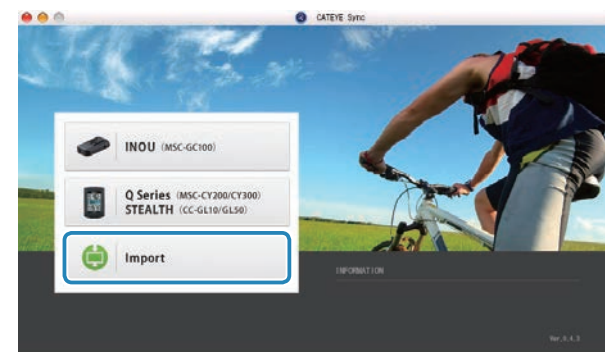 CATEYE Sync
INOU (MSC-GC100)
Q Series (MSC-CY200/CY300)
STEALTH (CC-GL10/GL50)
Import
INFORMATION